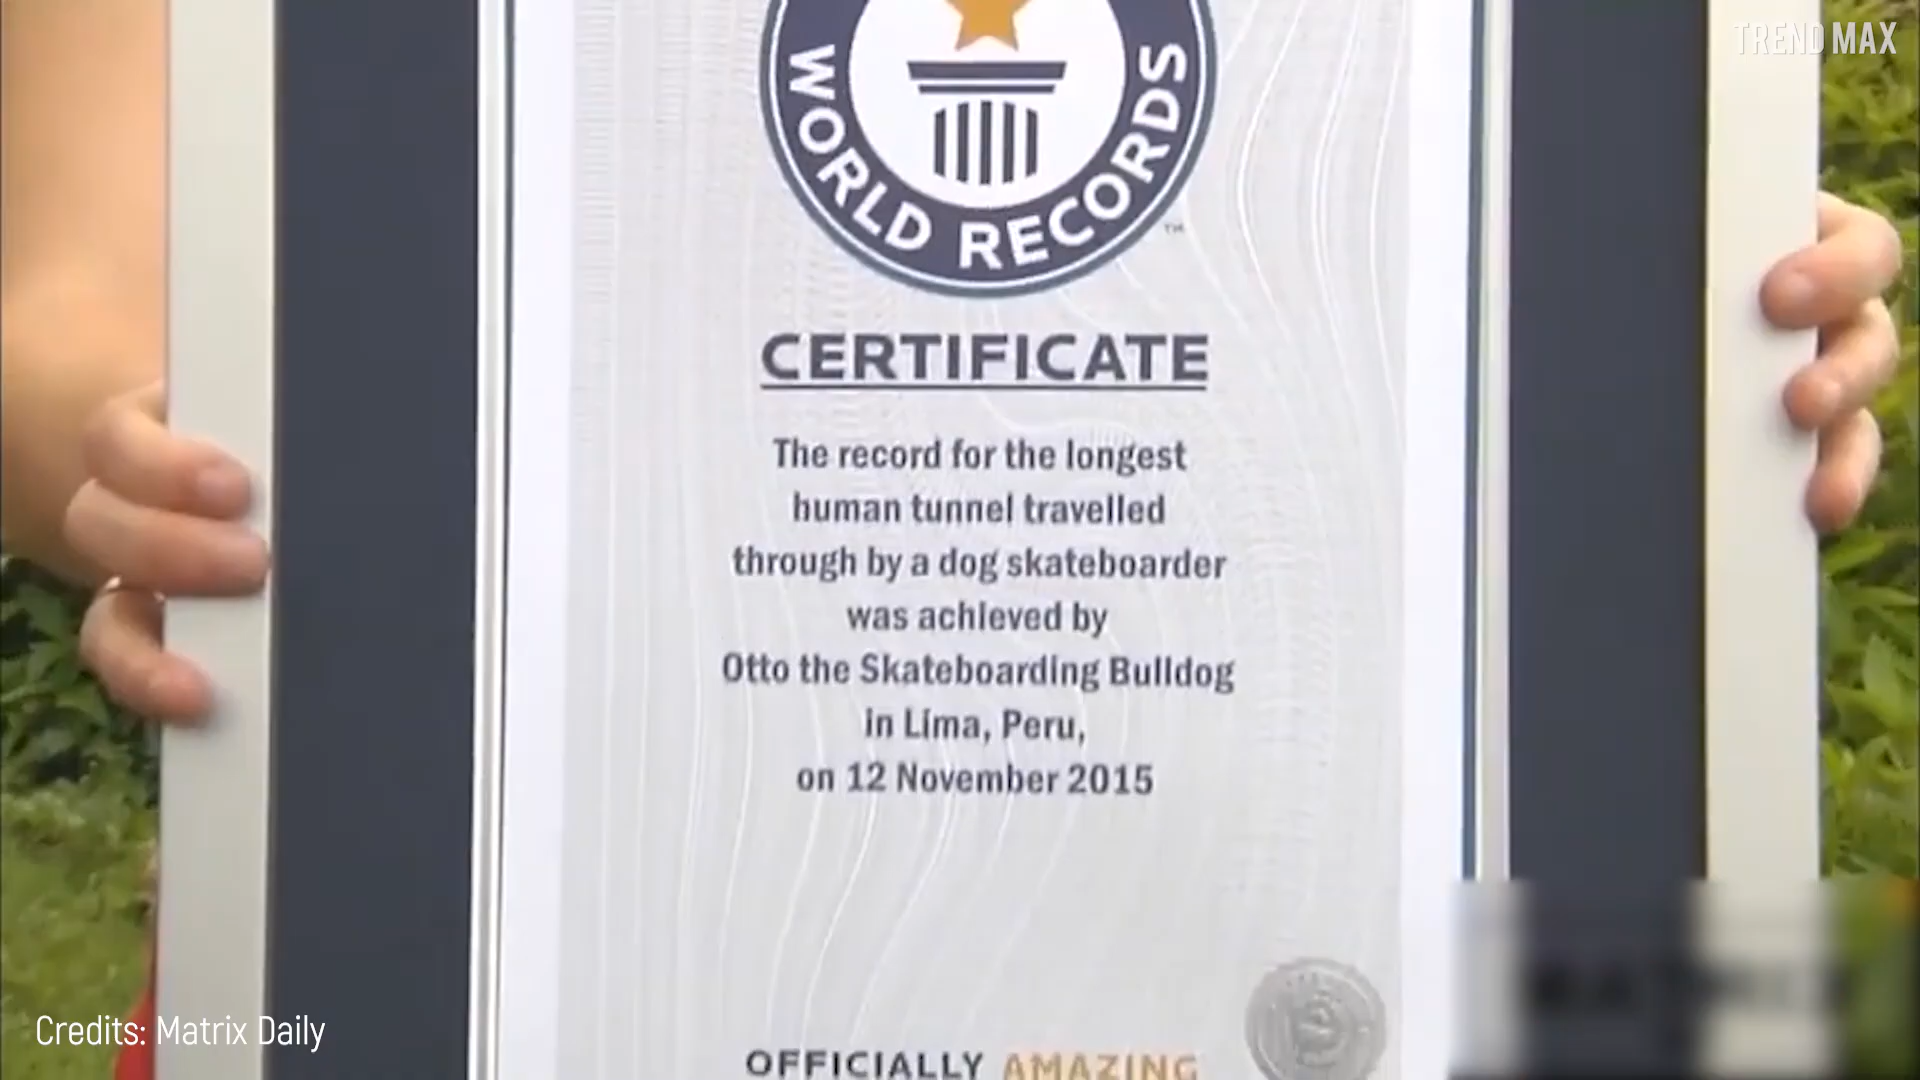 TREND MAX
WORLD RECORDS
TM
CERTIFICATE
The record for the longest
human tunnel travelled
through by a dog skateboarder
was achieved by
Otto the Skateboarding Bulldog
in Lima, Peru,
on 12 November 2015
OFFICIALLY AMAZING
Credits: Matrix Daily